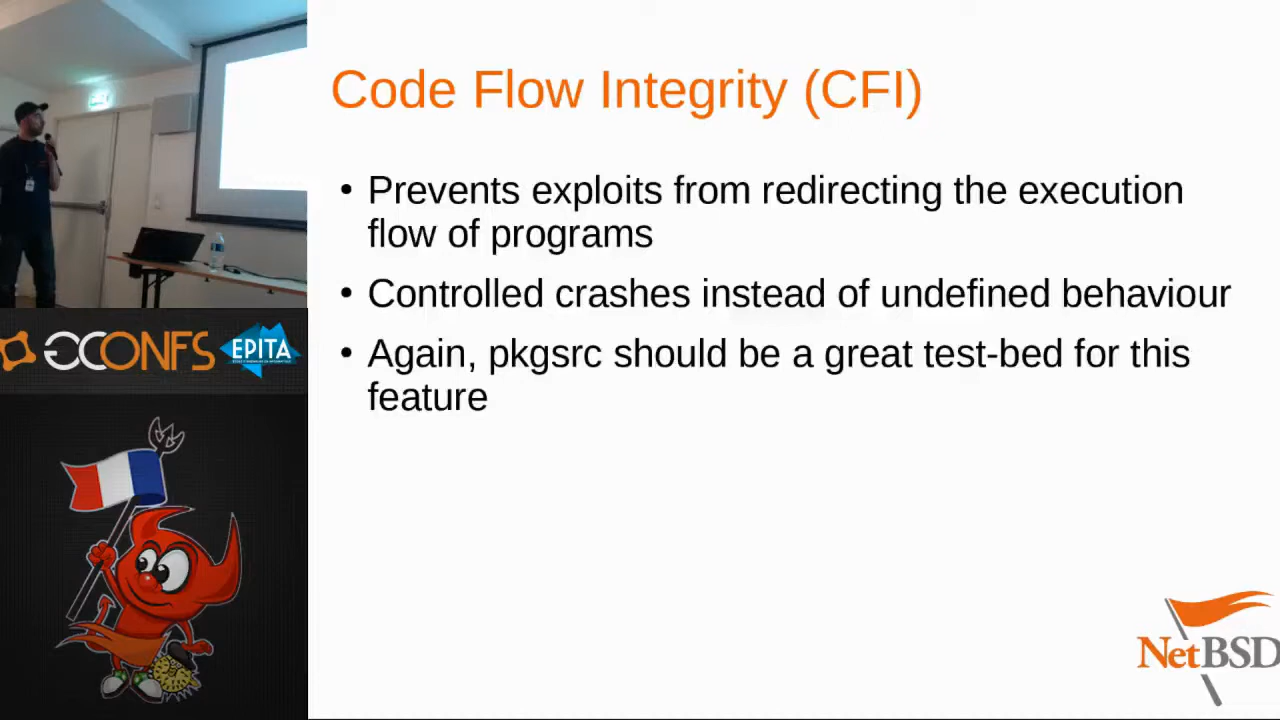 Code Flow Integrity (CFI)
• Prevents exploits from redirecting the execution
flow of programs
• Controlled crashes instead of undefined behaviour
• Again, pkgsrc should be a great test-bed for this
feature
GCONFS
EPITA
NetBSD